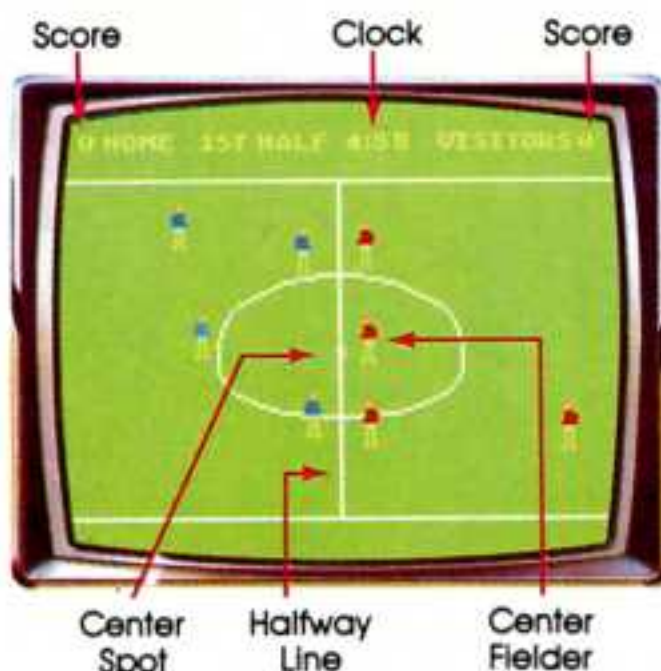 Score Clock Score
0 HOME 1ST HALF 4:58 VISITORS 0
Center Halfway Center
Spot Line Fielder